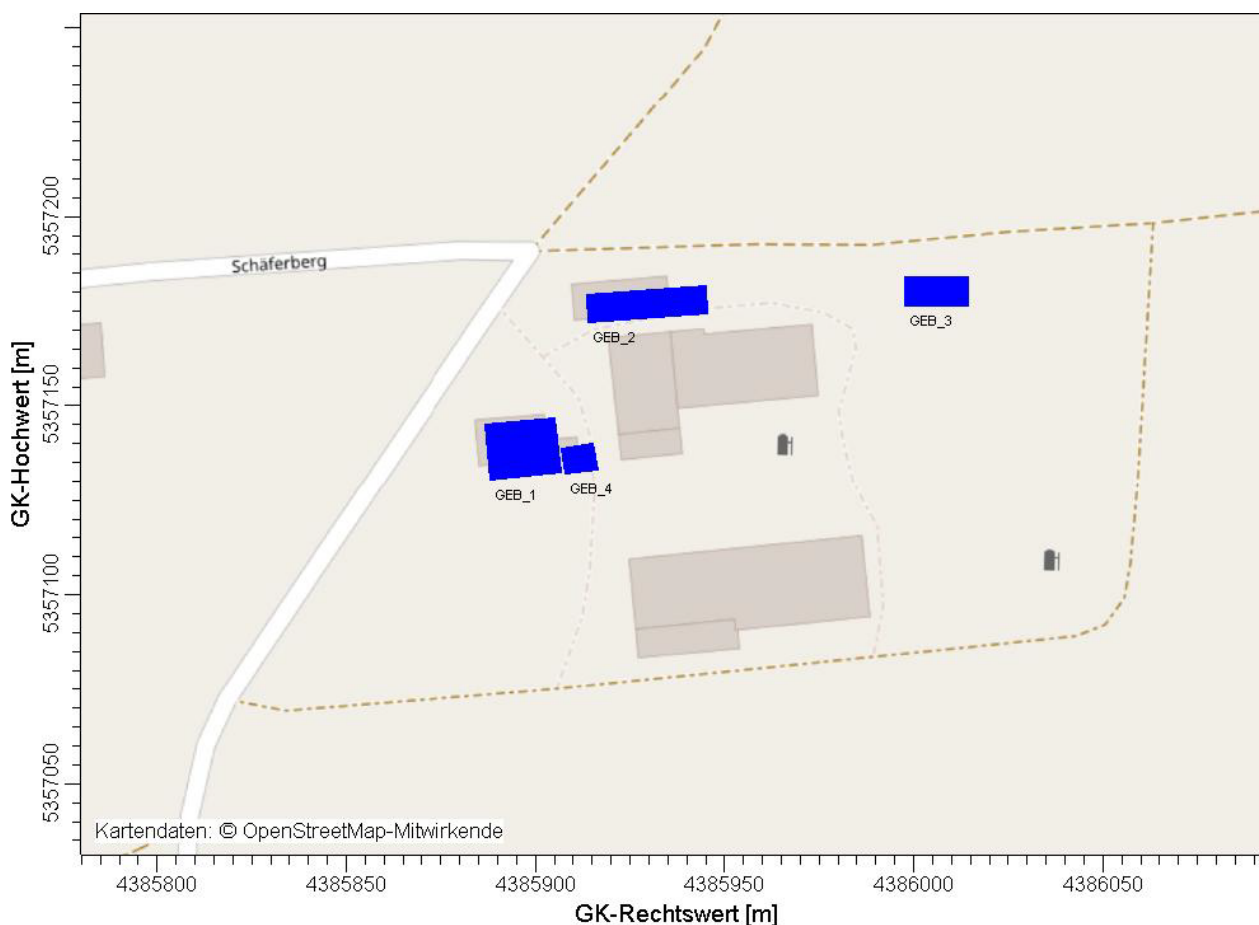 GK-Hochwert [m]
5357200
5357150
5357100
5357050
Schäferberg
GEB_2
GEB_3
GEB_1
GEB_4
Kartendaten: © OpenStreetMap-Mitwirkende
4385800
4385850
4385900
4385950
4386000
4386050
GK-Rechtswert [m]